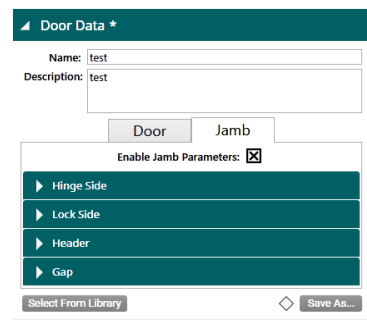 Door Data *
Name: test
Description: test
Door Jamb
Enable Jamb Parameters:
Hinge Side
Lock Side
Header
Gap
Select From Library Save As...